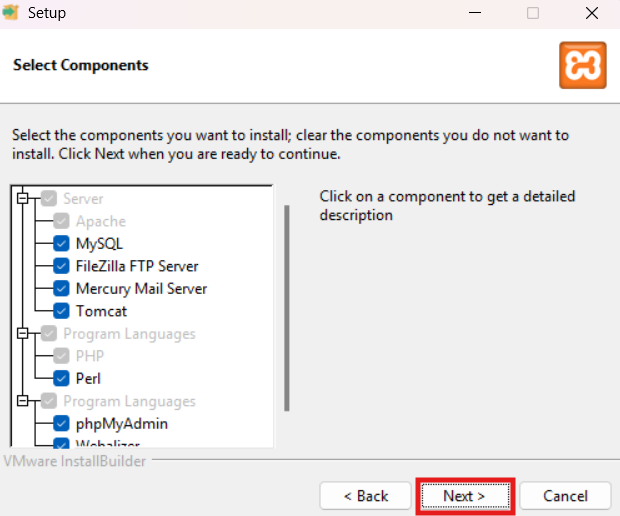 Setup
Select Components
Select the components you want to install; clear the components you do not want to
install. Click Next when you are ready to continue.
Server
Apache
MySQL
FileZilla FTP Server
Mercury Mail Server
Tomcat
Program Languages
PHP
Perl
Program Languages
phpMyAdmin
Webalizer
Click on a component to get a detailed
description
VMware InstallBuilder
< Back
Next >
Cancel